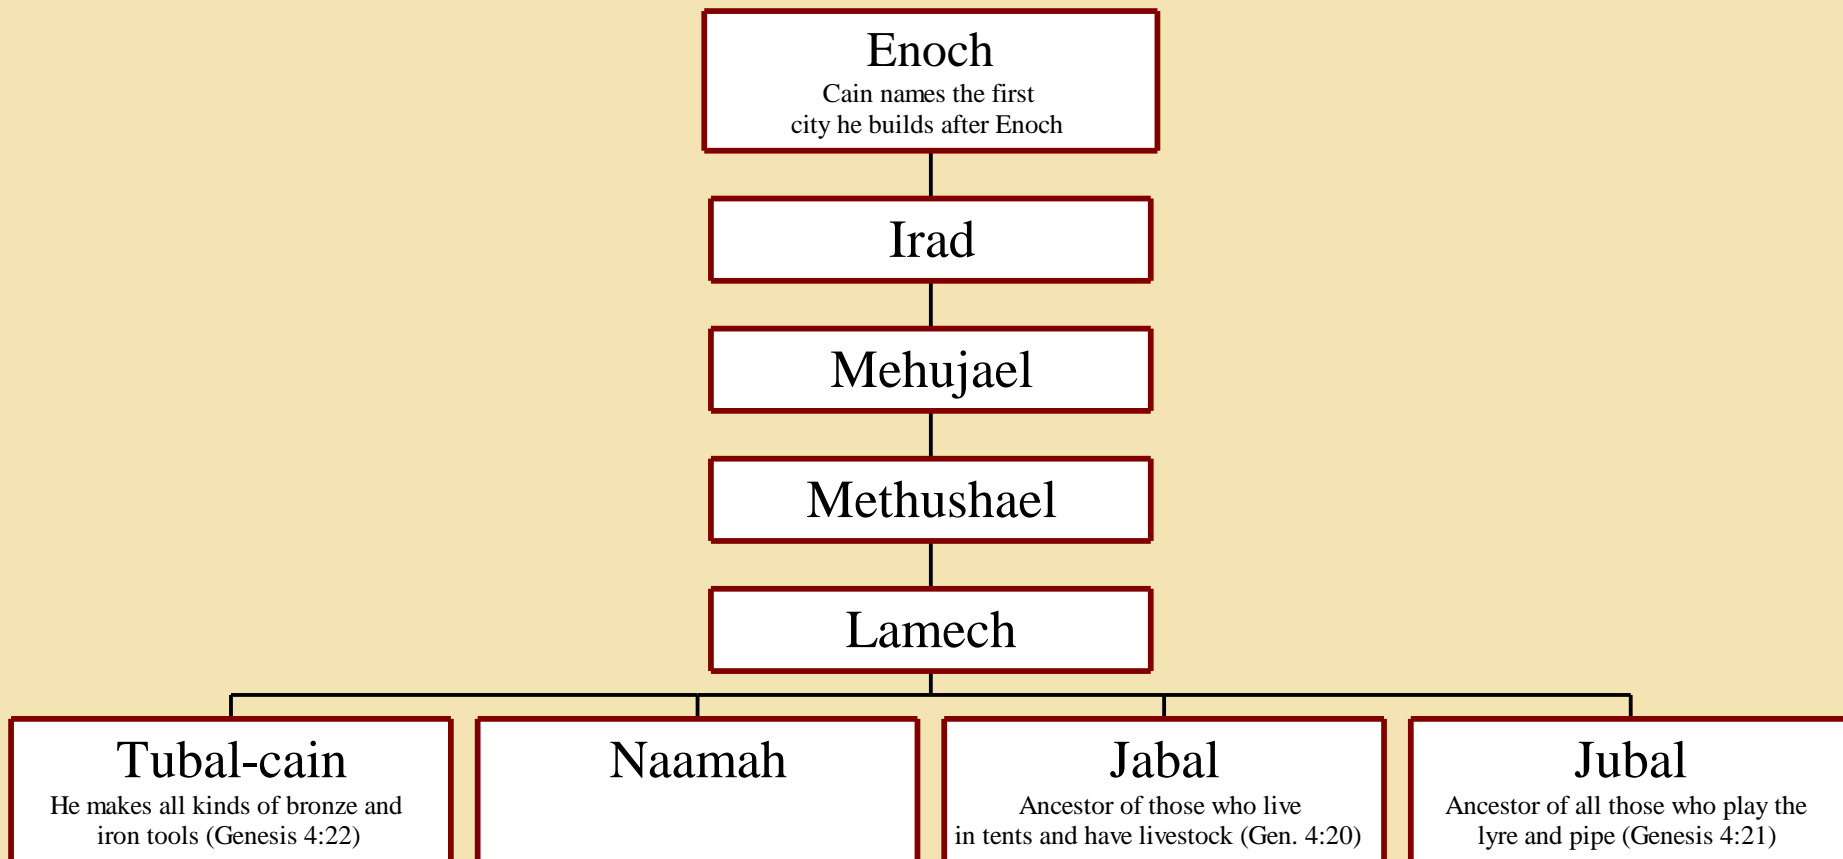 Enoch
Cain names the first
city he builds after Enoch
Irad
Mehujael
Methushael
Lamech
Tubal-cain
He makes all kinds of bronze and
iron tools (Genesis 4:22)
Naamah
Jabal
Ancestor of those who live
in tents and have livestock (Gen. 4:20)
Jubal
Ancestor of all those who play the
lyre and pipe (Genesis 4:21)